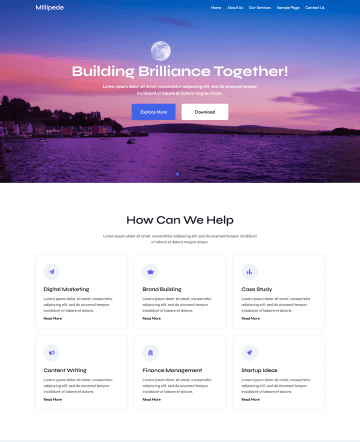 Millipede
Home About Us Our Services Sample Page Contact Us
Building Brilliance Together!
Lorem ipsum dolor sit amet, consectetur adipiscing elit, sed do eiusmod tempor
incididunt ut labore et dolore magna aliqua.
Explore More Download
How Can We Help
Lorem ipsum dolor sit amet, consectetur adipiscing elit, sed do eiusmod tempor incididunt
ut labore et dolore magna aliqua.
Digital Marketing
Lorem ipsum dolor sit amet, consectetur
adipiscing elit, sed do eiusmod tempor
incididunt ut labore et dolore.
Read More
Brand Building
Lorem ipsum dolor sit amet, consectetur
adipiscing elit, sed do eiusmod tempor
incididunt ut labore et dolore.
Read More
Case Study
Lorem ipsum dolor sit amet, consectetur
adipiscing elit, sed do eiusmod tempor
incididunt ut labore et dolore.
Read More
Content Writing
Lorem ipsum dolor sit amet, consectetur
adipiscing elit, sed do eiusmod tempor
incididunt ut labore et dolore.
Read More
Finance Management
Lorem ipsum dolor sit amet, consectetur
adipiscing elit, sed do eiusmod tempor
incididunt ut labore et dolore.
Read More
Startup Ideas
Lorem ipsum dolor sit amet, consectetur
adipiscing elit, sed do eiusmod tempor
incididunt ut labore et dolore.
Read More